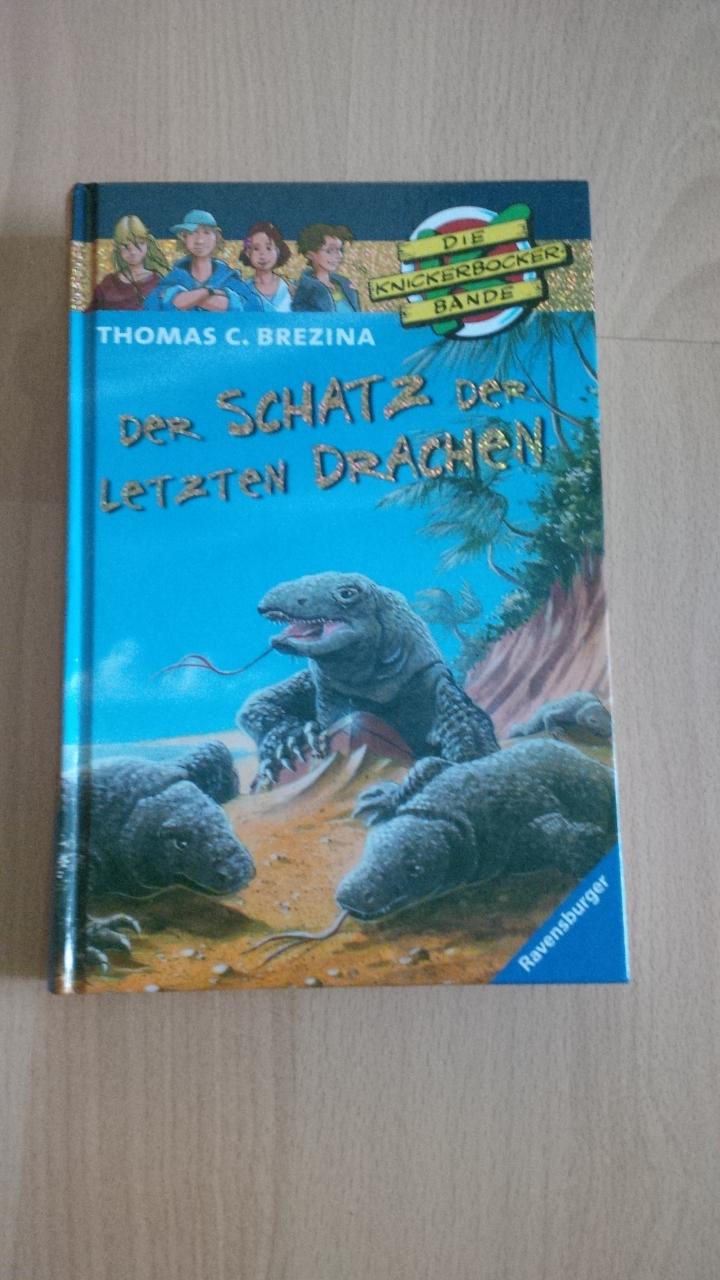 DIE
KNICKERBOCKER
BANDE
THOMAS C. BREZINA
DER SCHATZ DER
LETZTEN DRACHEN
Ravensburger